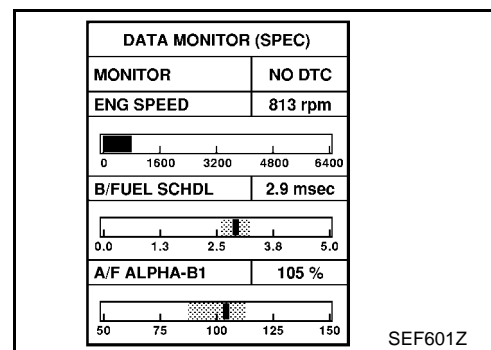 DATA MONITOR (SPEC)
MONITOR NO DTC
ENG SPEED 813 rpm
0 1600 3200 4800 6400
B/FUEL SCHDL 2.9 msec
0.0 1.3 2.5 3.8 5.0
A/F ALPHA-B1 105 %
50 75 100 125 150
SEF601Z